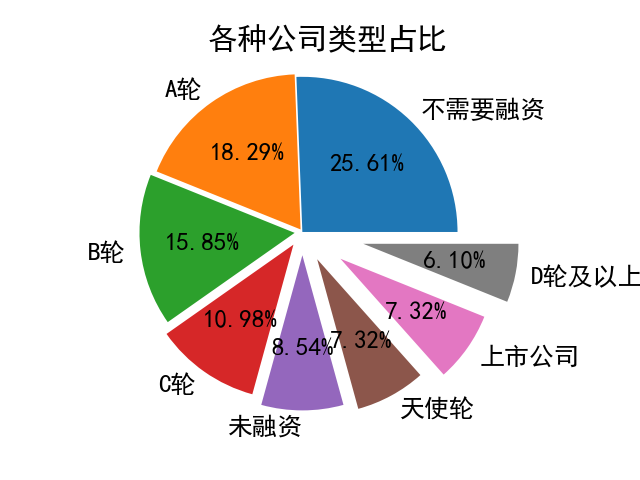 各种公司类型占比
A轮
不需要融资
18.29%
25.61%
B轮
15.85%
6.10%
D轮及以上
10.98%
7.32%
8.54%
7.32%
上市公司
C轮
天使轮
未融资